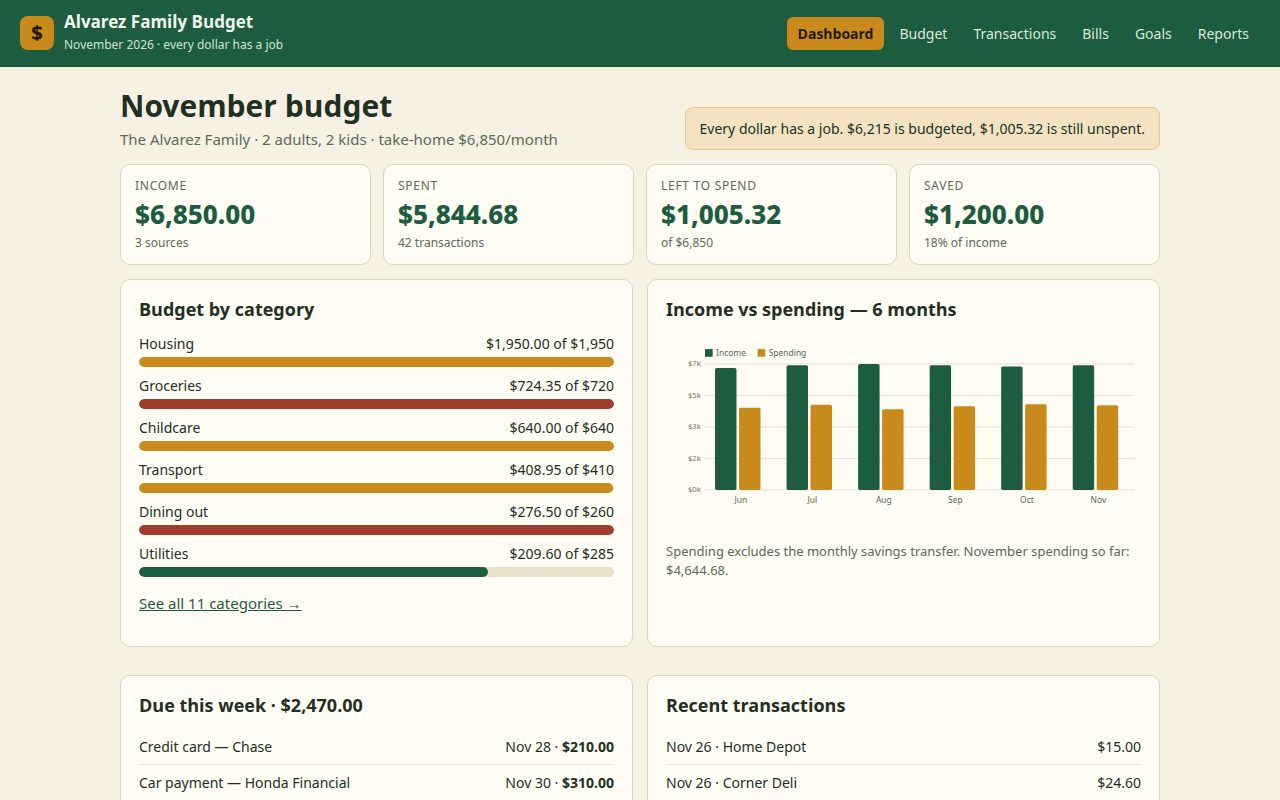 $
Alvarez Family Budget
November 2026 · every dollar has a job
Dashboard
Budget
Transactions
Bills
Goals
Reports
November budget
The Alvarez Family · 2 adults, 2 kids · take-home $6,850/month
Every dollar has a job. $6,215 is budgeted, $1,005.32 is still unspent.
INCOME
$6,850.00
3 sources
SPENT
$5,844.68
42 transactions
LEFT TO SPEND
$1,005.32
of $6,850
SAVED
$1,200.00
18% of income
Budget by category
Housing $1,950.00 of $1,950
Groceries $724.35 of $720
Childcare $640.00 of $640
Transport $408.95 of $410
Dining out $276.50 of $260
Utilities $209.60 of $285
See all 11 categories →
Income vs spending — 6 months
Income Spending
$7k
$5k
$3k
$2k
$0k
Jun Jul Aug Sep Oct Nov
Spending excludes the monthly savings transfer. November spending so far:
$4,644.68.
Due this week · $2,470.00
Credit card — Chase Nov 28 · $210.00
Car payment — Honda Financial Nov 30 · $310.00
Recent transactions
Nov 26 · Home Depot $15.00
Nov 26 · Corner Deli $24.60